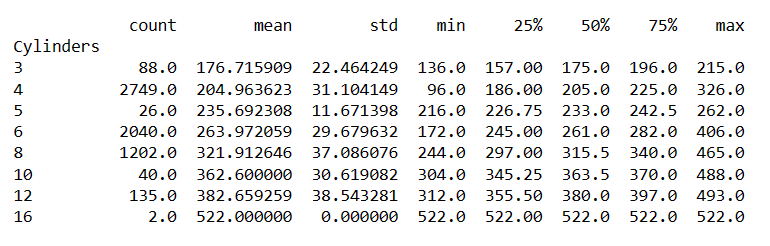 count mean std min 25% 50% 75% max
Cylinders
3 88.0 176.715909 22.464249 136.0 157.00 175.0 196.0 215.0
4 2749.0 204.963623 31.104149 96.0 186.00 205.0 225.0 326.0
5 26.0 235.692308 11.671398 216.0 226.75 233.0 242.5 262.0
6 2040.0 263.972059 29.679632 172.0 245.00 261.0 282.0 406.0
8 1202.0 321.912646 37.086076 244.0 297.00 315.5 340.0 465.0
10 40.0 362.600000 30.619082 304.0 345.25 363.5 370.0 488.0
12 135.0 382.659259 38.543281 312.0 355.50 380.0 397.0 493.0
16 2.0 522.000000 0.000000 522.0 522.00 522.0 522.0 522.0